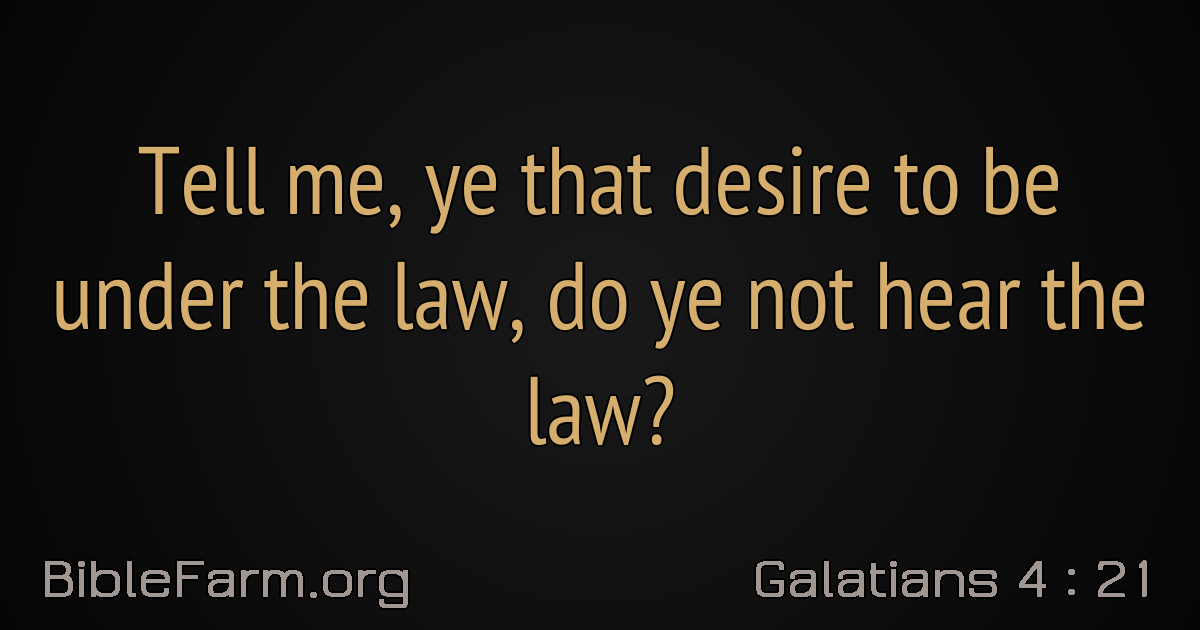 Tell me, ye that desire to be
under the law, do ye not hear the
law?
BibleFarm.org
Galatians 4 : 21